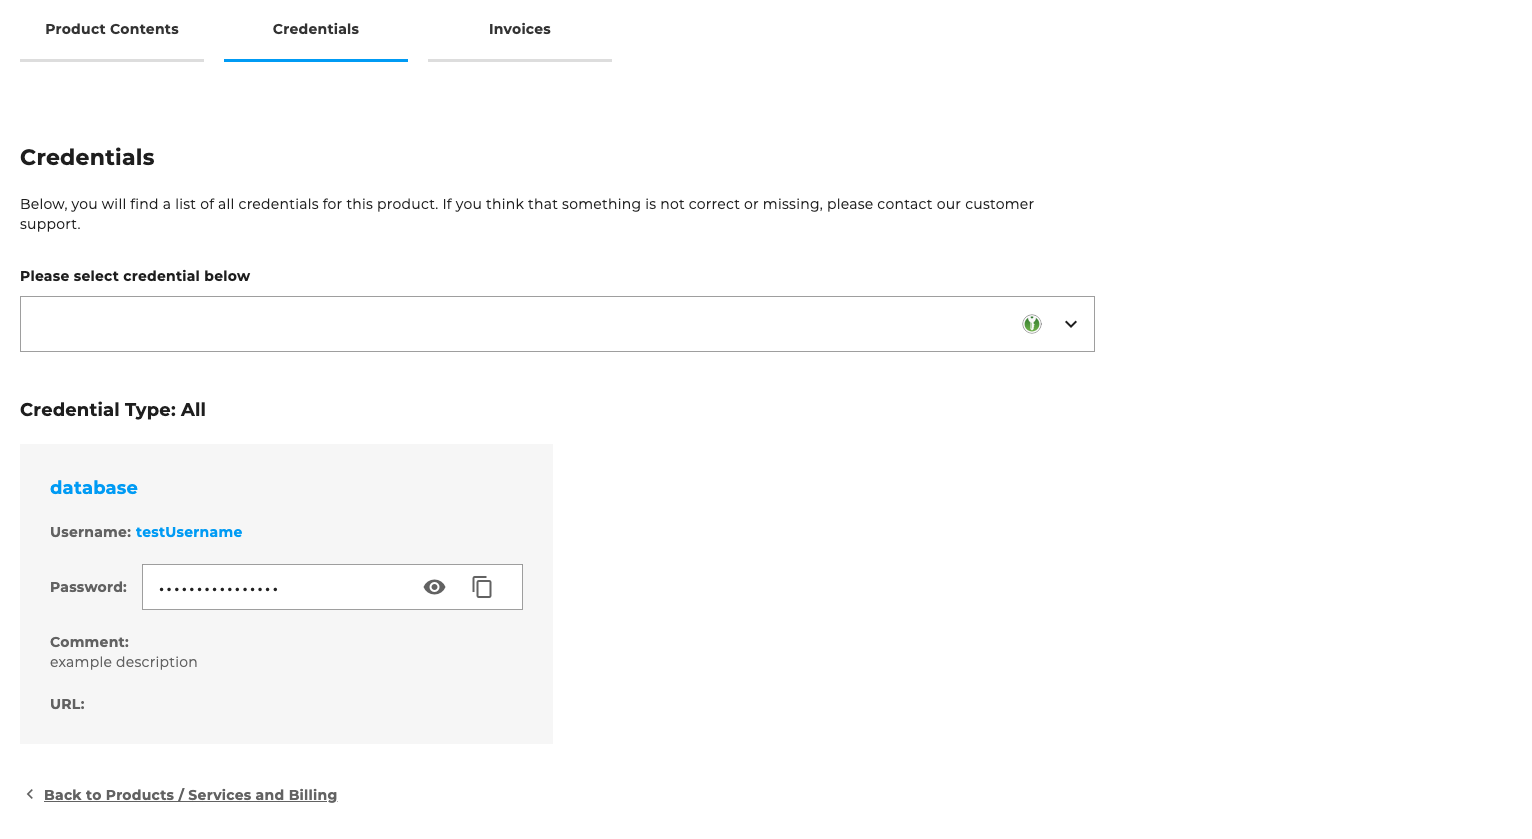 Product Contents
Credentials
Invoices
Credentials
Below, you will find a list of all credentials for this product. If you think that something is not correct or missing, please contact our customer
support.
Please select credential below
Credential Type: All
database
Username: testUsername
Password: ••••••••••••••••
Comment:
example description
URL:
Back to Products / Services and Billing